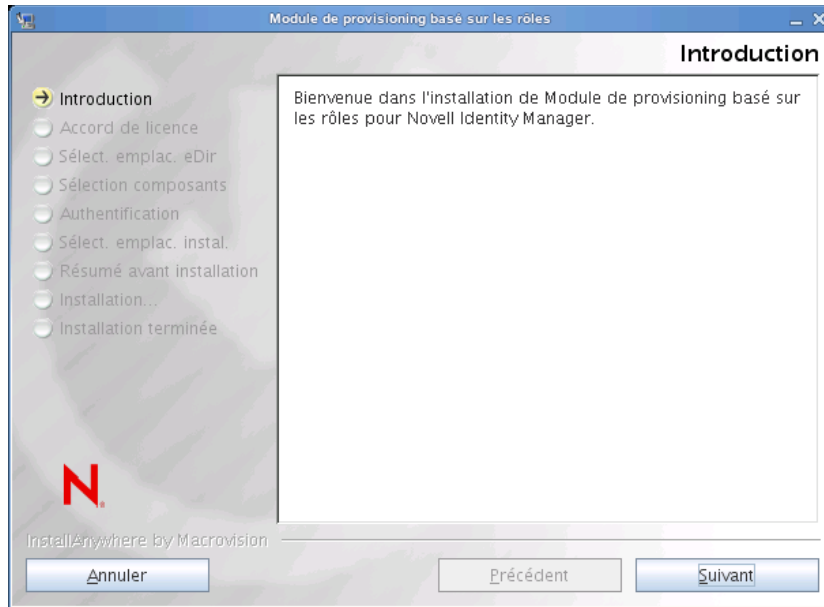 Module de provisioning basé sur les rôles
Introduction
Introduction
Accord de licence
Sélect. emplac. eDir
Sélection composants
Authentification
Sélect. emplac. instal.
Résumé avant installation
Installation...
Installation terminée
Bienvenue dans l'installation de Module de provisioning basé sur
les rôles pour Novell Identity Manager.
N
InstallAnywhere by Macrovision
Annuler
Précédent
Suivant